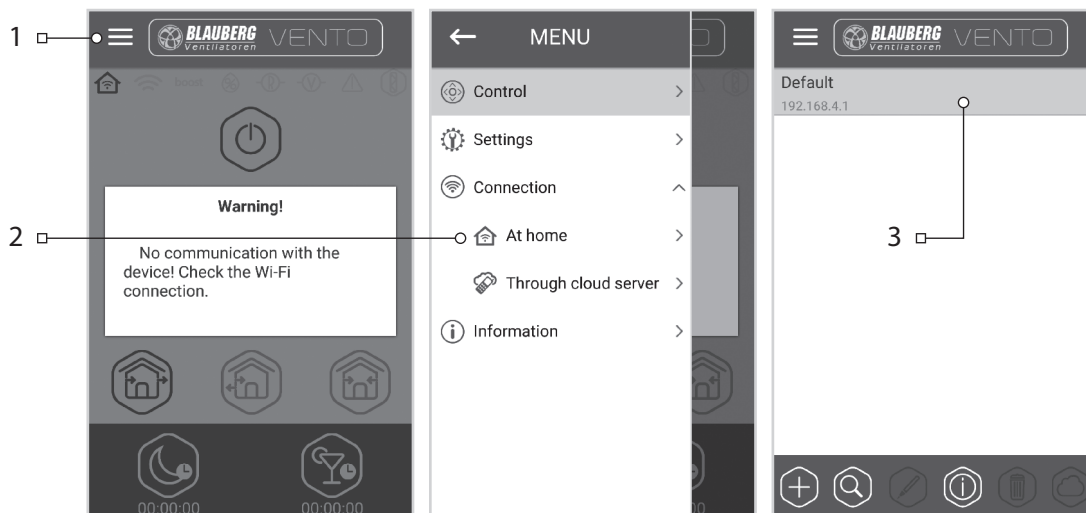 1
BLAUBERG
Ventilatoren
VENTO
boost
Warning!
No communication with the
device! Check the Wi-Fi
connection.
00:00:00
00:00:00
2
MENU
Control
Settings
Connection
At home
Through cloud server
Information
00
BLAUBERG
Ventilatoren
VENTO
Default
192.168.4.1
3